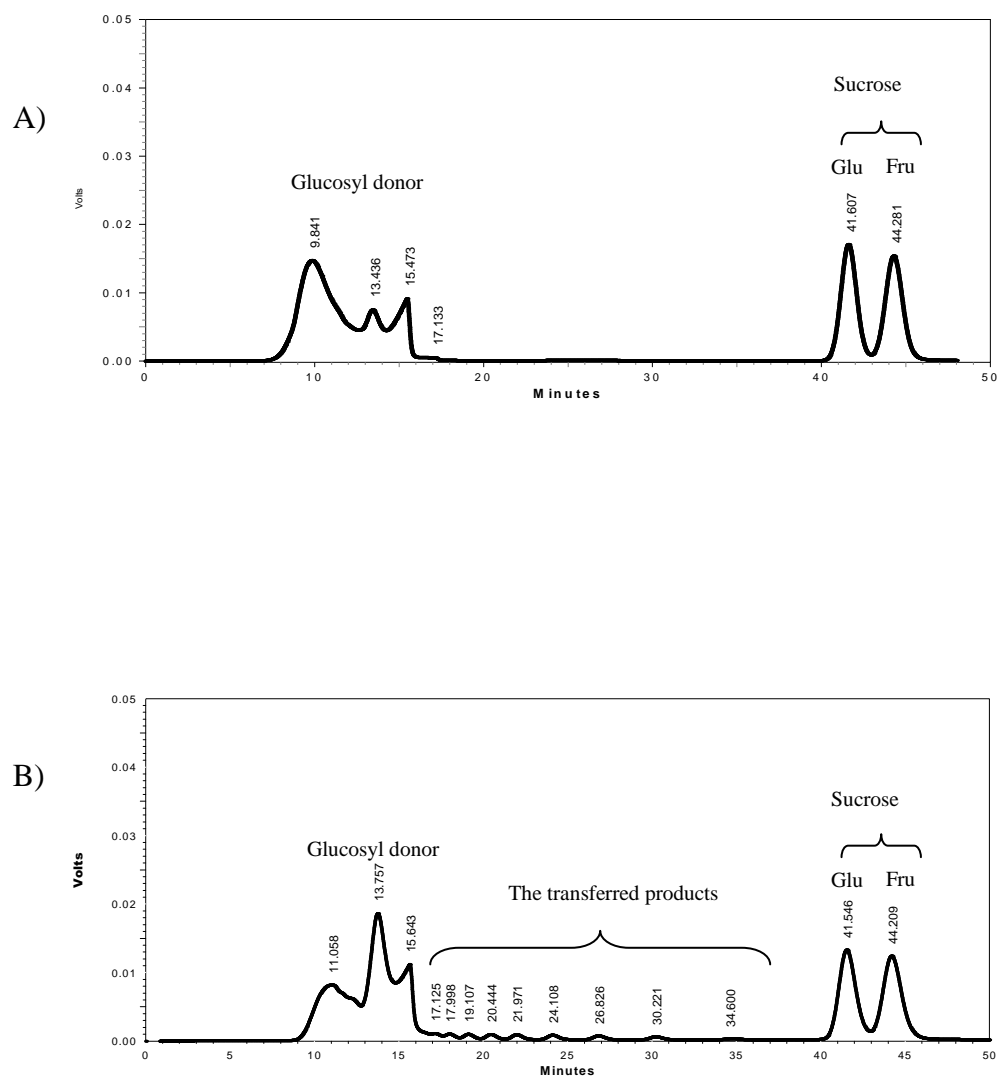 A)
Volts
0.05
0.04
0.03
0.02
0.01
0.00
Glucosyl donor
9.841
13.436
15.473
17.133
Sucrose
Glu Fru
41.607
44.281
0 10 20 30 40 50
Minutes
B)
Volts
0.05
0.04
0.03
0.02
0.01
0.00
Glucosyl donor
11.058
13.757
15.643
The transferred products
17.125
17.998
19.107
20.444
21.971
24.108
26.826
30.221
34.600
Sucrose
Glu Fru
41.546
44.209
0 5 10 15 20 25 30 35 40 45 50
Minutes